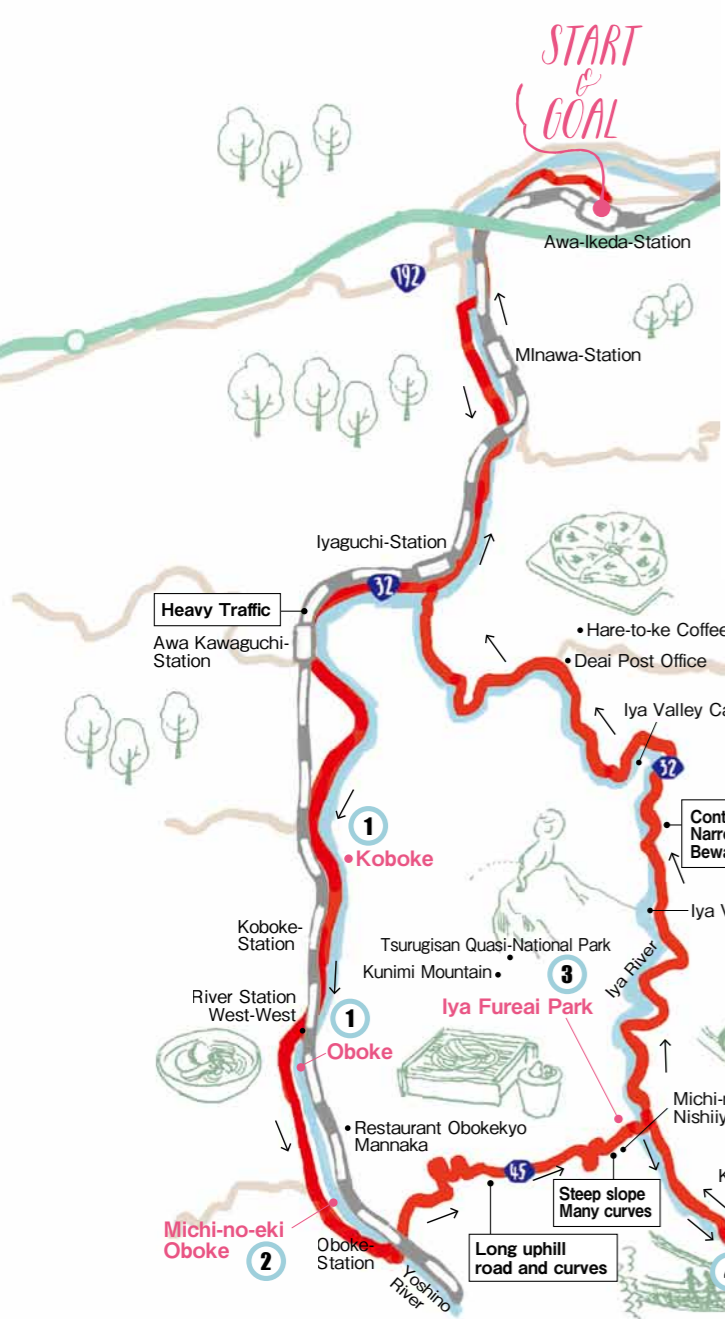 START
&
GOAL
Awa-Ikeda-Station
192
MInawa-Station
Iyaguchi-Station
32
Heavy Traffic
Awa Kawaguchi-
Station
Hare-to-ke Coffee
Deai Post Office
Iya Valley Ca
32
Cont
Narro
Bewa
1
Koboke
Iya V
Koboke-
Station
Tsurugisan Quasi-National Park
Kunimi Mountain
Iya River
3
Iya Fureai Park
River Station
West-West
1
Oboke
Michi-n
Nishiiy
Restaurant Obokekyo
Mannaka
45
K
Steep slope
Many curves
Michi-no-eki
Oboke
2
Oboke-
Station
Long uphill
road and curves
Yoshino
River